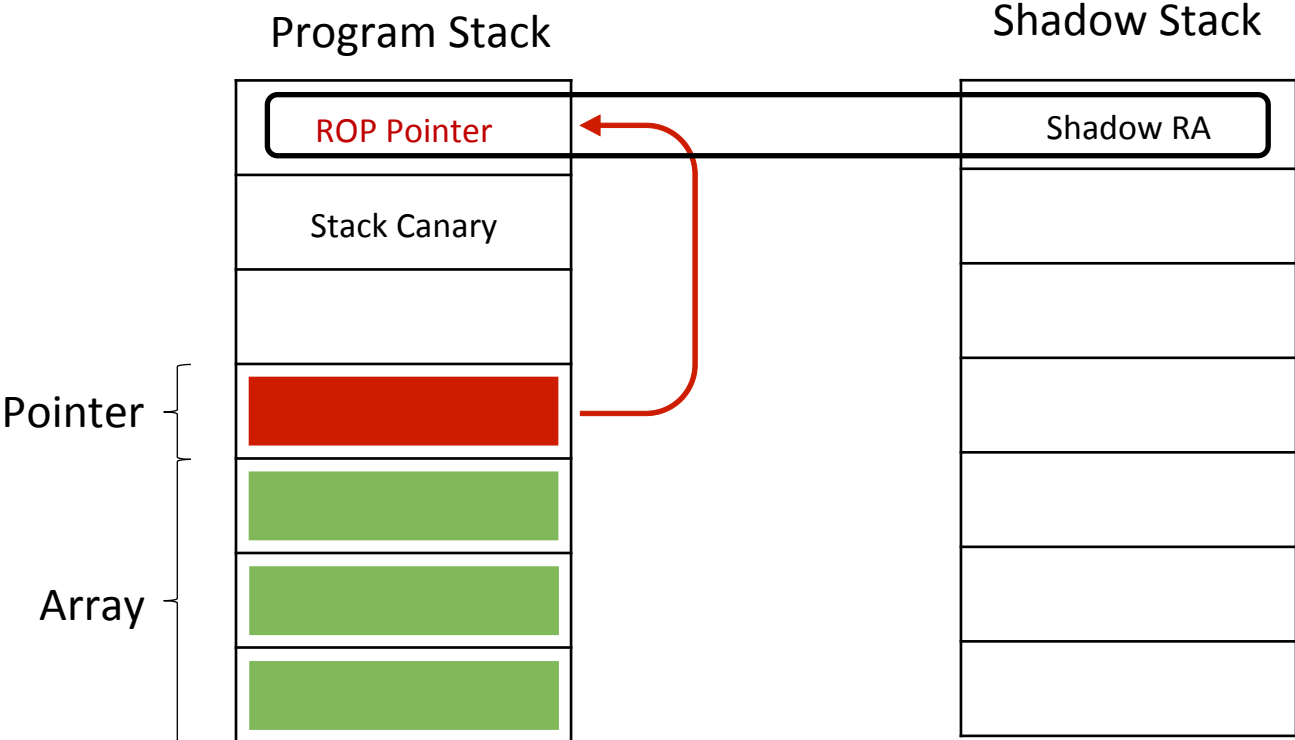 Program Stack
Shadow Stack
ROP Pointer
Shadow RA
Stack Canary
Pointer
Array